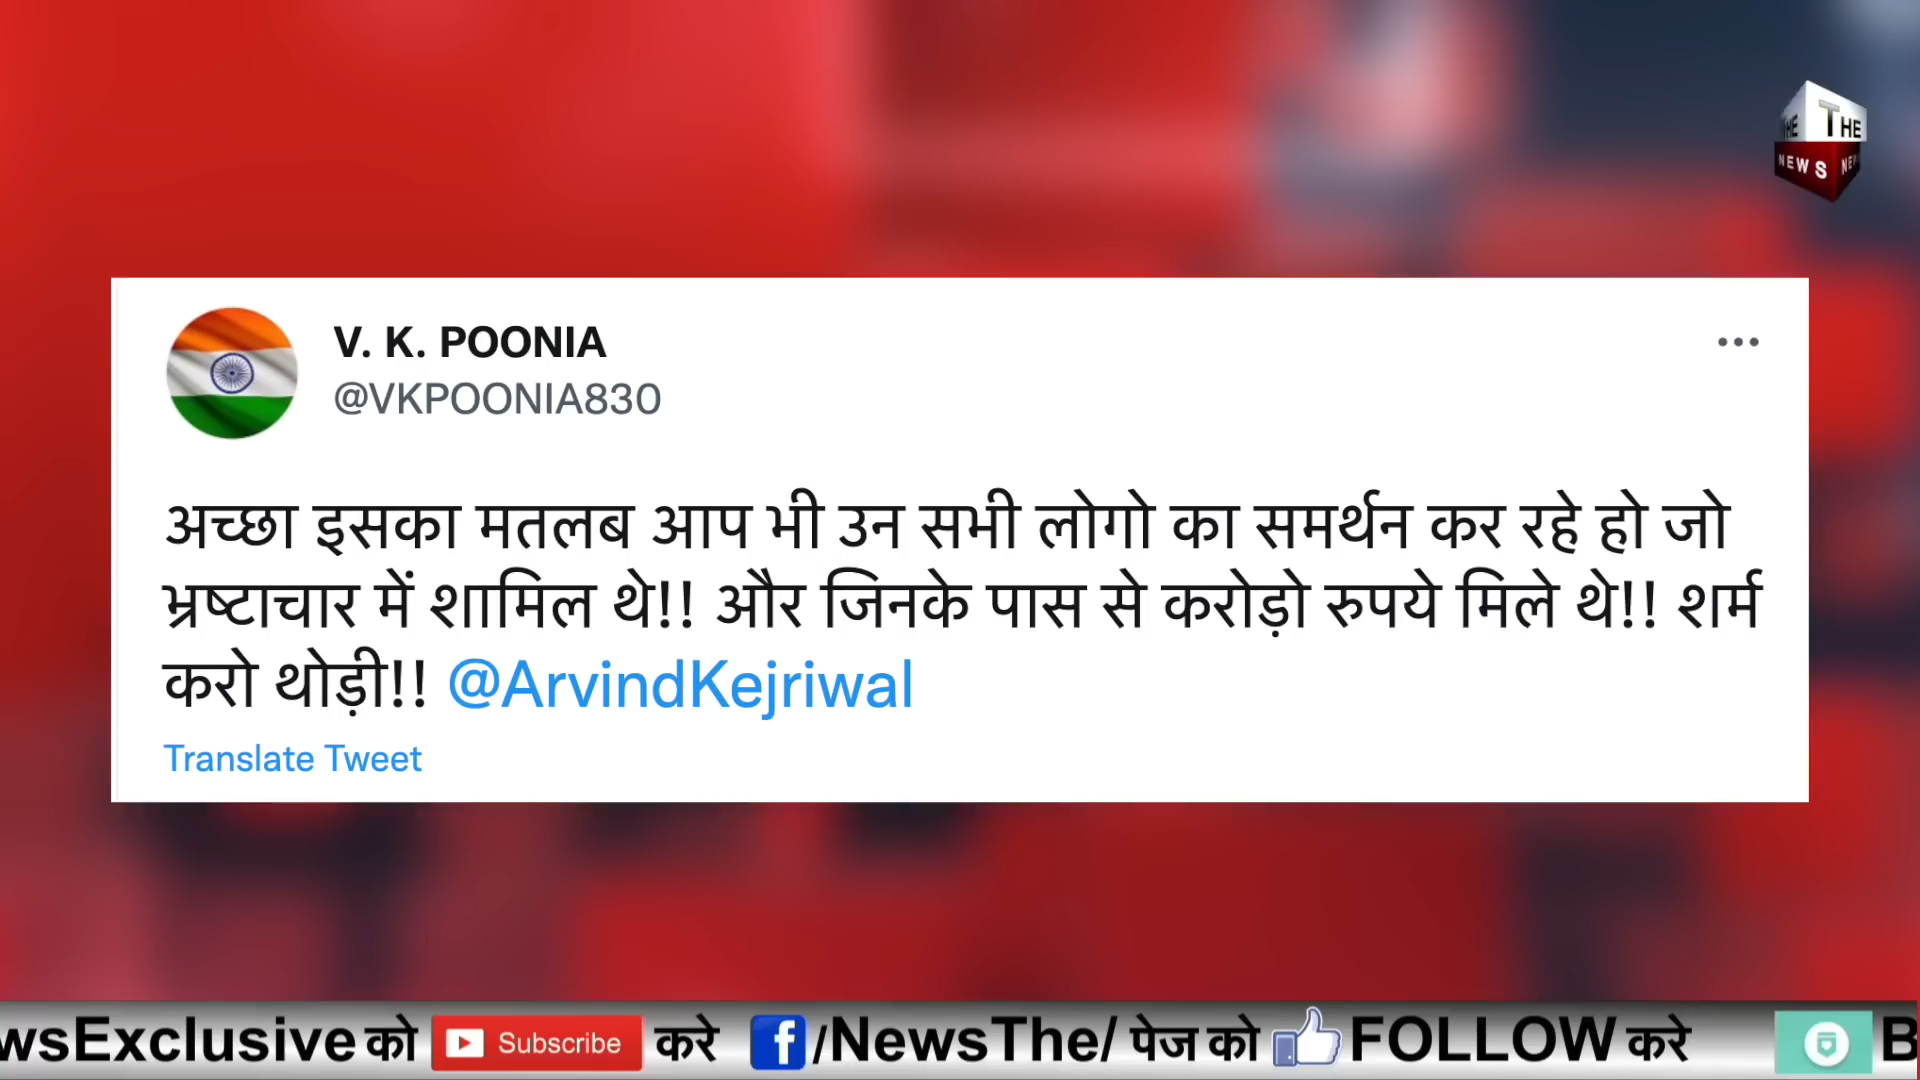 THE
NEWS
V. K. POONIA
@VKPOONIA830
अच्छा इसका मतलब आप भी उन सभी लोगो का समर्थन कर रहे हो जो
भ्रष्टाचार में शामिल थे!! और जिनके पास से करोड़ो रुपये मिले थे!! शर्म
करो थोड़ी!! @ArvindKejriwal
Translate Tweet
wsExclusive को Subscribe करे /NewsThe/ पेज को FOLLOW करे